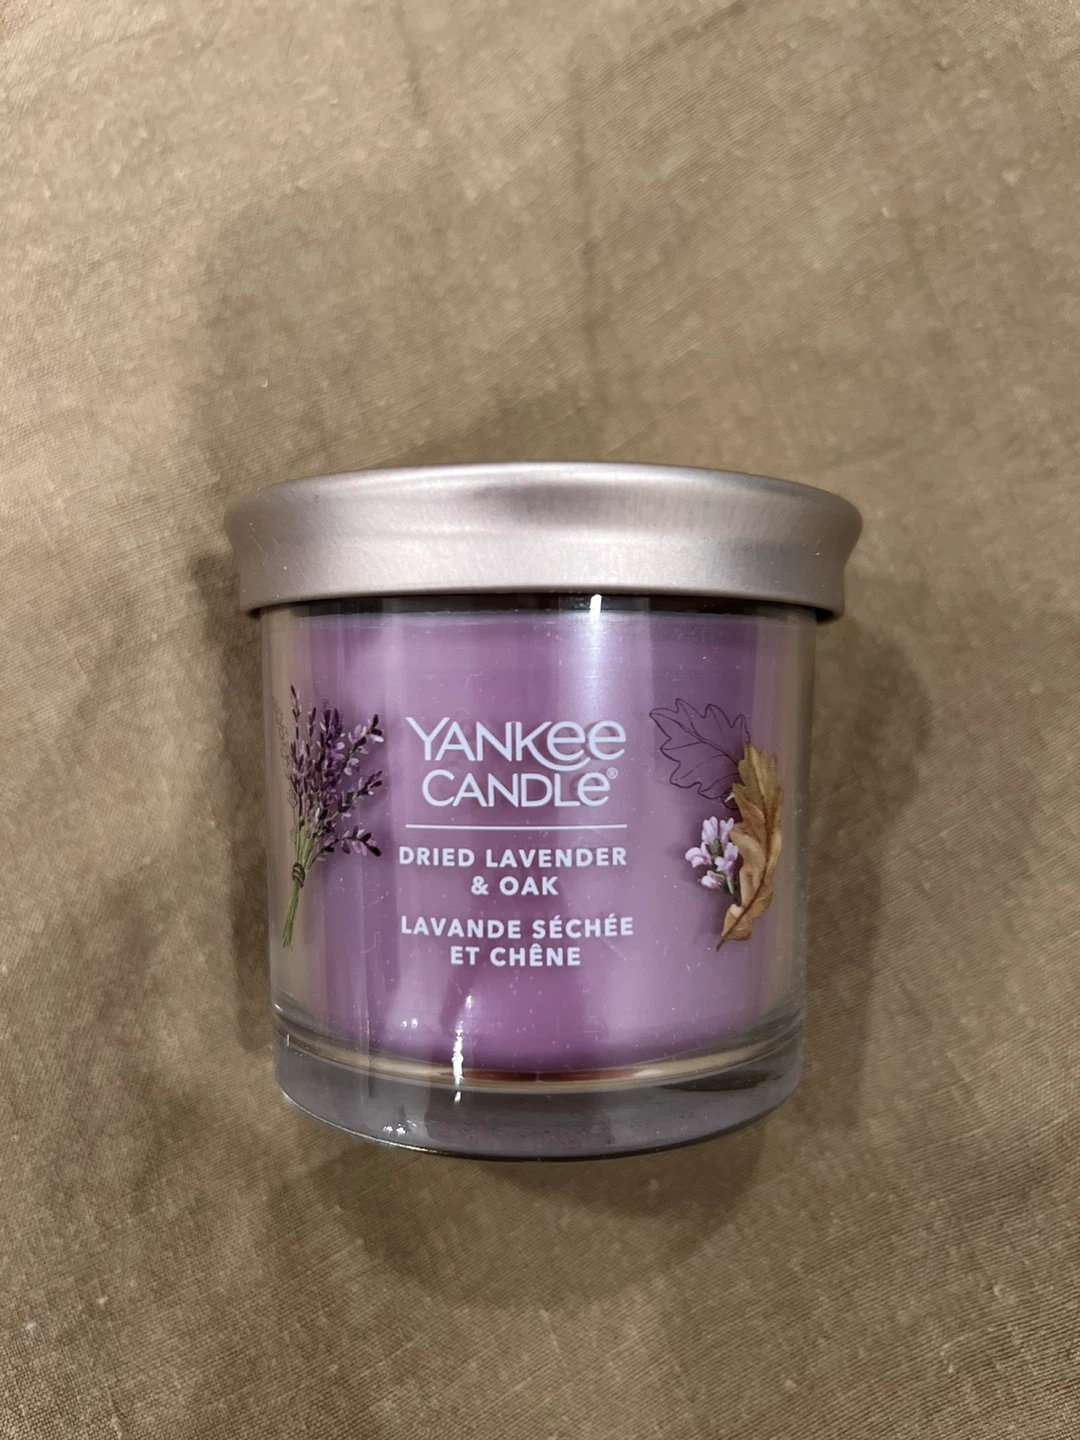 YANKEE
CANDLE®
DRIED LAVENDER
& OAK
LAVANDE SÉCHÉE
ET CHÊNE